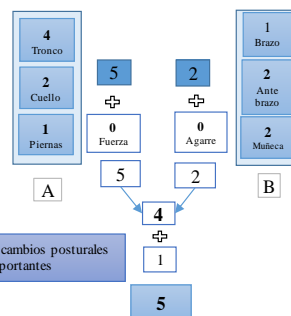 4
Tronco
2
Cuello
1
Piernas
A
5
0
Fuerza
5
2
0
Agarre
2
1
Brazo
2
Ante
brazo
2
Muñeca
B
4
1
cambios posturales
5